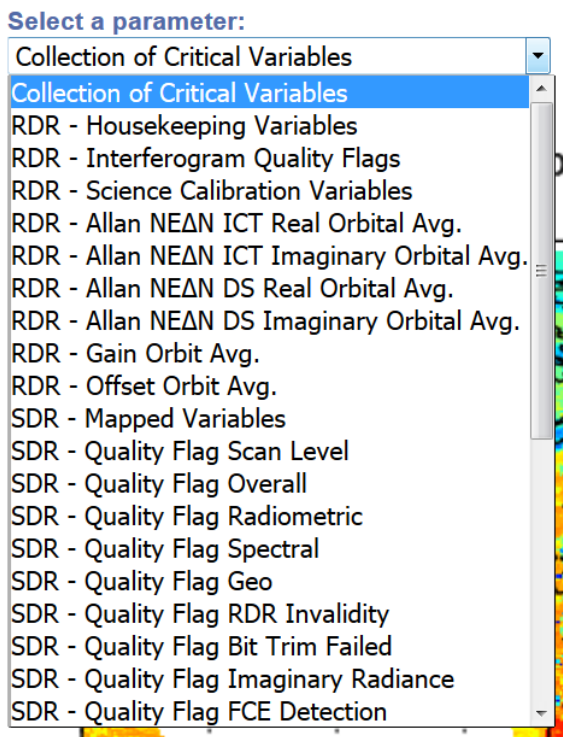 Select a parameter:
Collection of Critical Variables
Collection of Critical Variables
RDR - Housekeeping Variables
RDR - Interferogram Quality Flags
RDR - Science Calibration Variables
RDR - Allan NEΔN ICT Real Orbital Avg.
RDR - Allan NEΔN ICT Imaginary Orbital Avg.
RDR - Allan NEΔN DS Real Orbital Avg.
RDR - Allan NEΔN DS Imaginary Orbital Avg.
RDR - Gain Orbit Avg.
RDR - Offset Orbit Avg.
SDR - Mapped Variables
SDR - Quality Flag Scan Level
SDR - Quality Flag Overall
SDR - Quality Flag Radiometric
SDR - Quality Flag Spectral
SDR - Quality Flag Geo
SDR - Quality Flag RDR Invalidity
SDR - Quality Flag Bit Trim Failed
SDR - Quality Flag Imaginary Radiance
SDR - Quality Flag FCE Detection